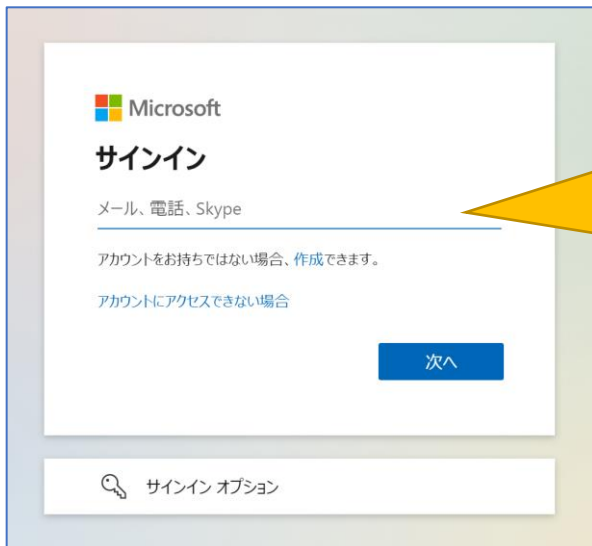 Microsoft
サインイン
メール、電話、Skype
アカウントをお持ちではない場合、作成できます。
アカウントにアクセスできない場合
次へ
サインイン オプション